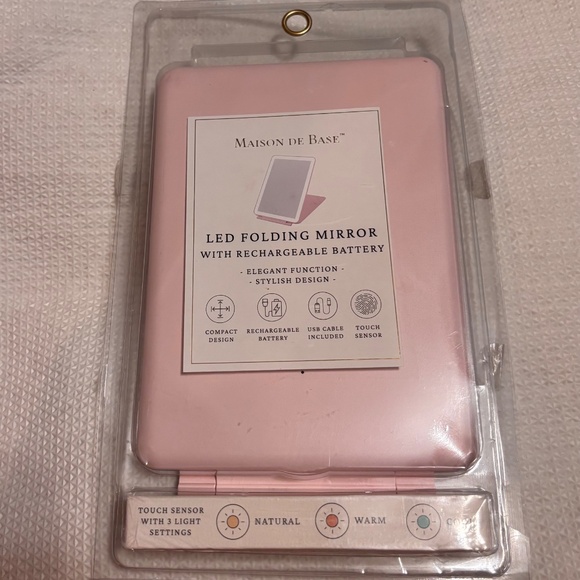 MAISON DE BASE™
LED FOLDING MIRROR
WITH RECHARGEABLE BATTERY
- ELEGANT FUNCTION -
- STYLISH DESIGN -
COMPACT DESIGN
RECHARGEABLE BATTERY
USB CABLE INCLUDED
TOUCH SENSOR
TOUCH SENSOR
WITH 3 LIGHT
SETTINGS
NATURAL
WARM